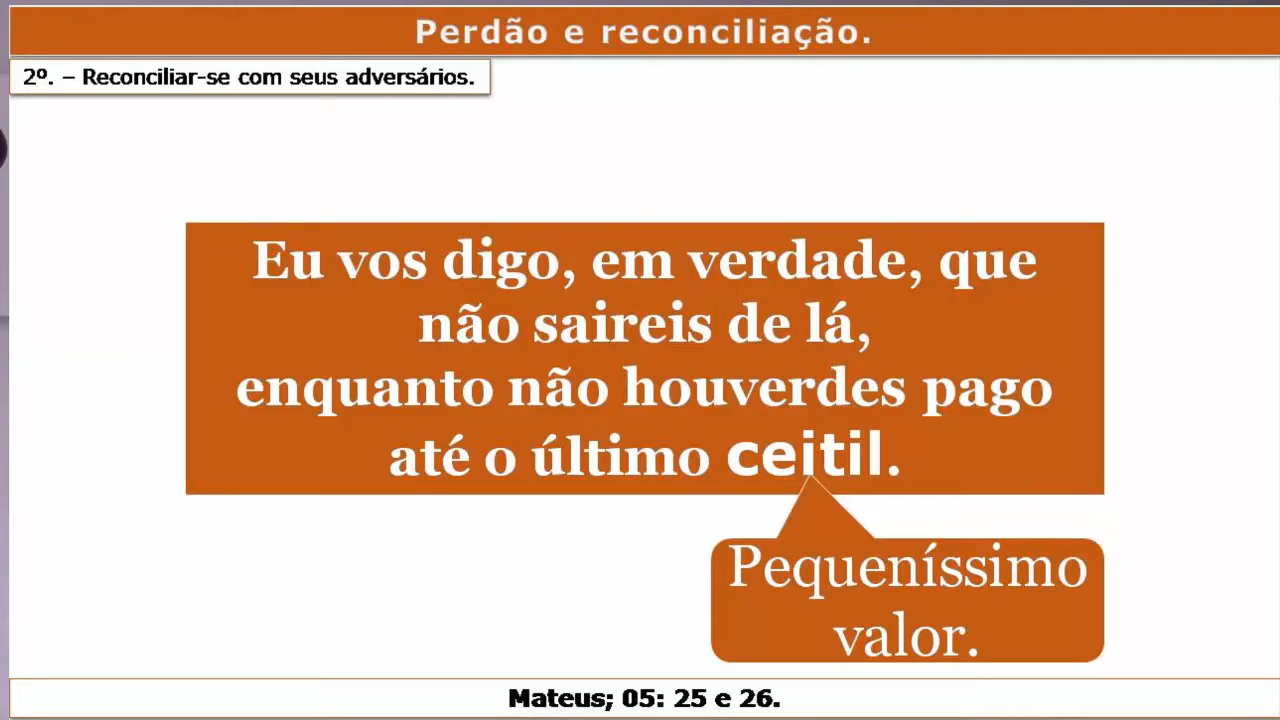 Perdão e reconciliação.
2º. – Reconciliar-se com seus adversários.
Eu vos digo, em verdade, que
não saireis de lá,
enquanto não houverdes pago
até o último ceitil.
Pequeníssimo
valor.
Mateus; 05: 25 e 26.